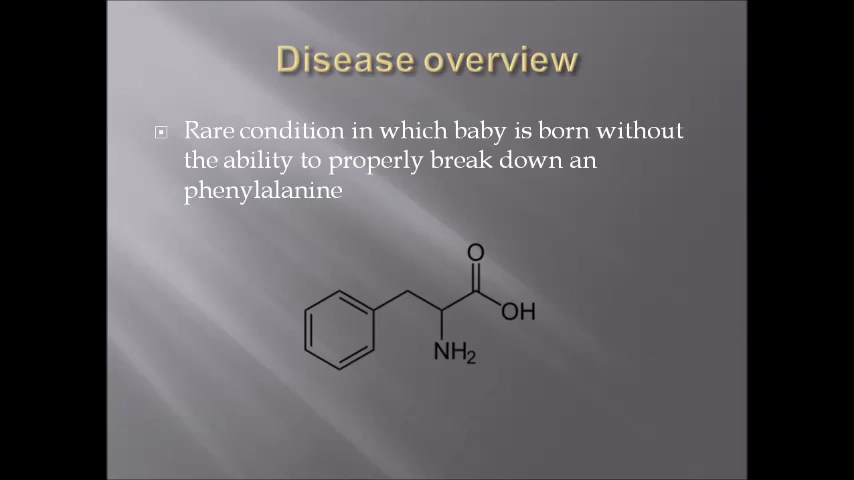 Disease overview
Rare condition in which baby is born without
the ability to properly break down an
phenylalanine
O
OH
NH2